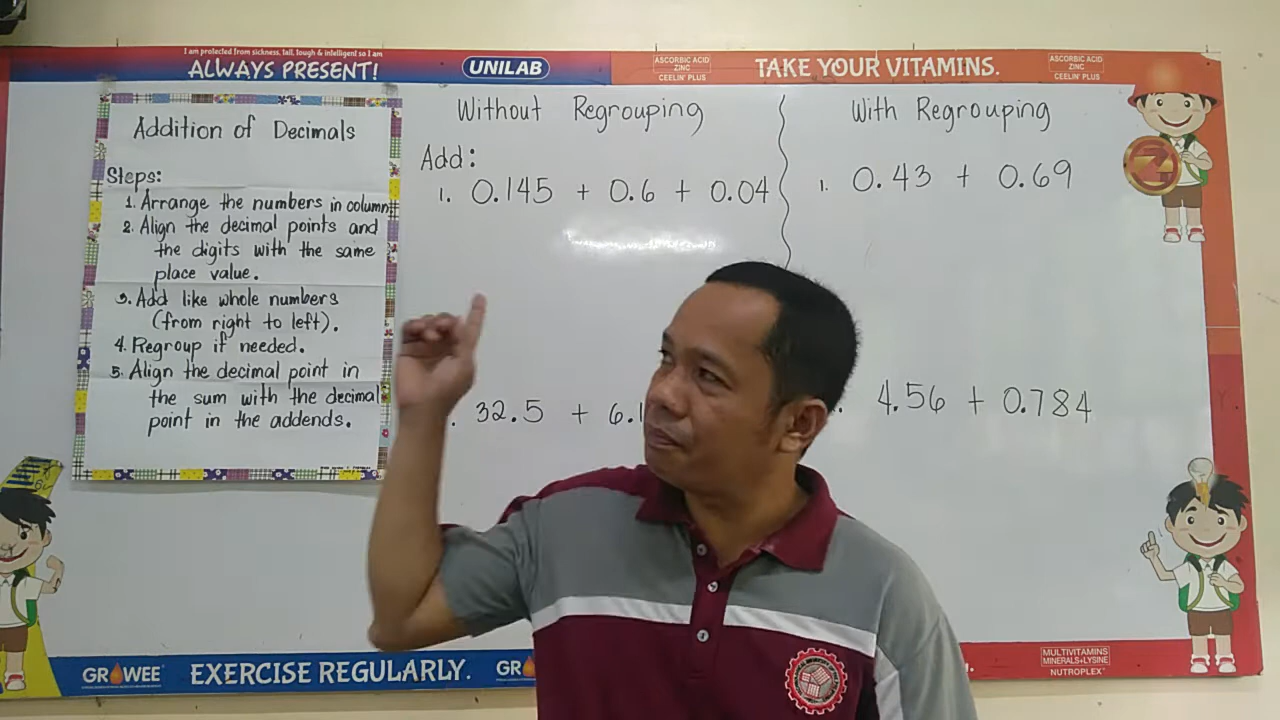 I am protected from sickness, tall, tough & intelligent so I am
ALWAYS PRESENT!
UNILAB
ASCORBIC ACID
ZINC
CEELIN PLUS
TAKE YOUR VITAMINS.
ASCORBIC ACID
ZINC
CEELIN PLUS
Addition of Decimals
Steps:
1. Arrange the numbers in column
2. Align the decimal points and
the digits with the same
place value.
3. Add like whole numbers
(from right to left).
4. Regroup if needed.
5. Align the decimal point in
the sum with the decimal
point in the addends.
Without Regrouping
Add:
1. 0.145 + 0.6 + 0.04
32.5 + 6.1
With Regrouping
1. 0.43 + 0.69
4.56 + 0.784
GROWEE
EXERCISE REGULARLY.
GR
MULTIVITAMINS
MINERALS+LYSINE
NUTROPLEX